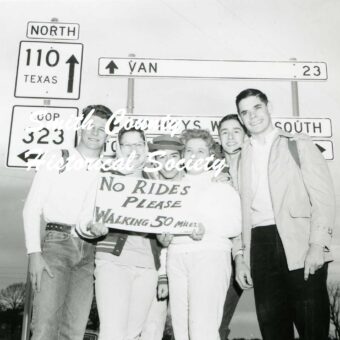 NORTH
110
TEXAS
VAN 23
LOOP
323
SOUTH
Smith County
Historical Society
NO RIDES
PLEASE
WALKING 50 MILES